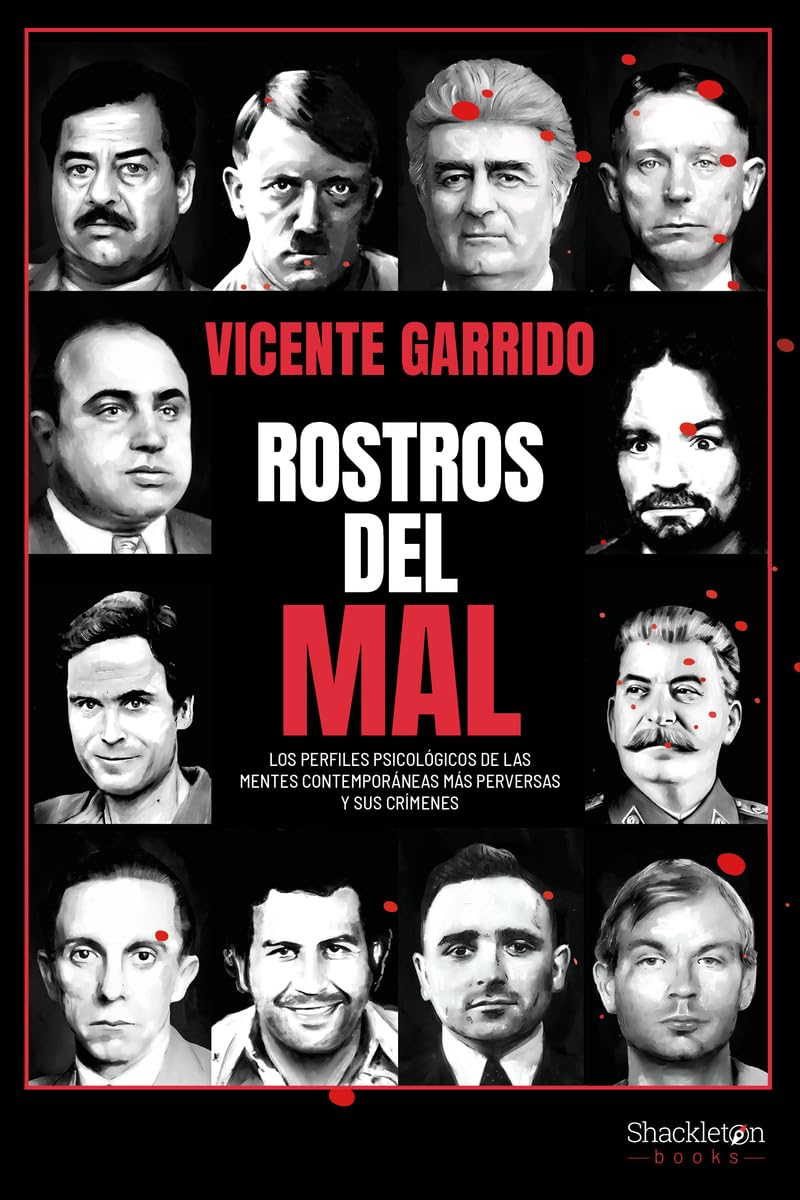 VICENTE GARRIDO
ROSTROS
DEL
MAL
LOS PERFILES PSICOLÓGICOS DE LAS
MENTES CONTEMPORÁNEAS MÁS PERVERSAS
Y SUS CRÍMENES
Shackleton
books